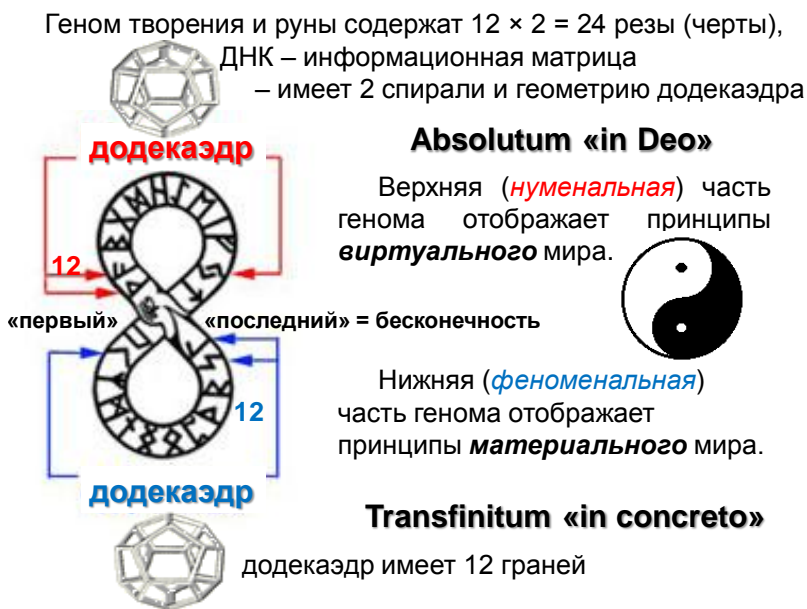 Геном творения и руны содержат 12 × 2 = 24 резы (черты),
ДНК – информационная матрица
– имеет 2 спирали и геометрию додекаэдра
додекаэдр
Absolutum «in Deo»
Верхняя (нуменальная) часть
генома отображает принципы
виртуального мира.
12
«первый» «последний» = бесконечность
Нижняя (феноменальная)
часть генома отображает
принципы материального мира.
12
додекаэдр
Transfinitum «in concreto»
додекаэдр имеет 12 граней